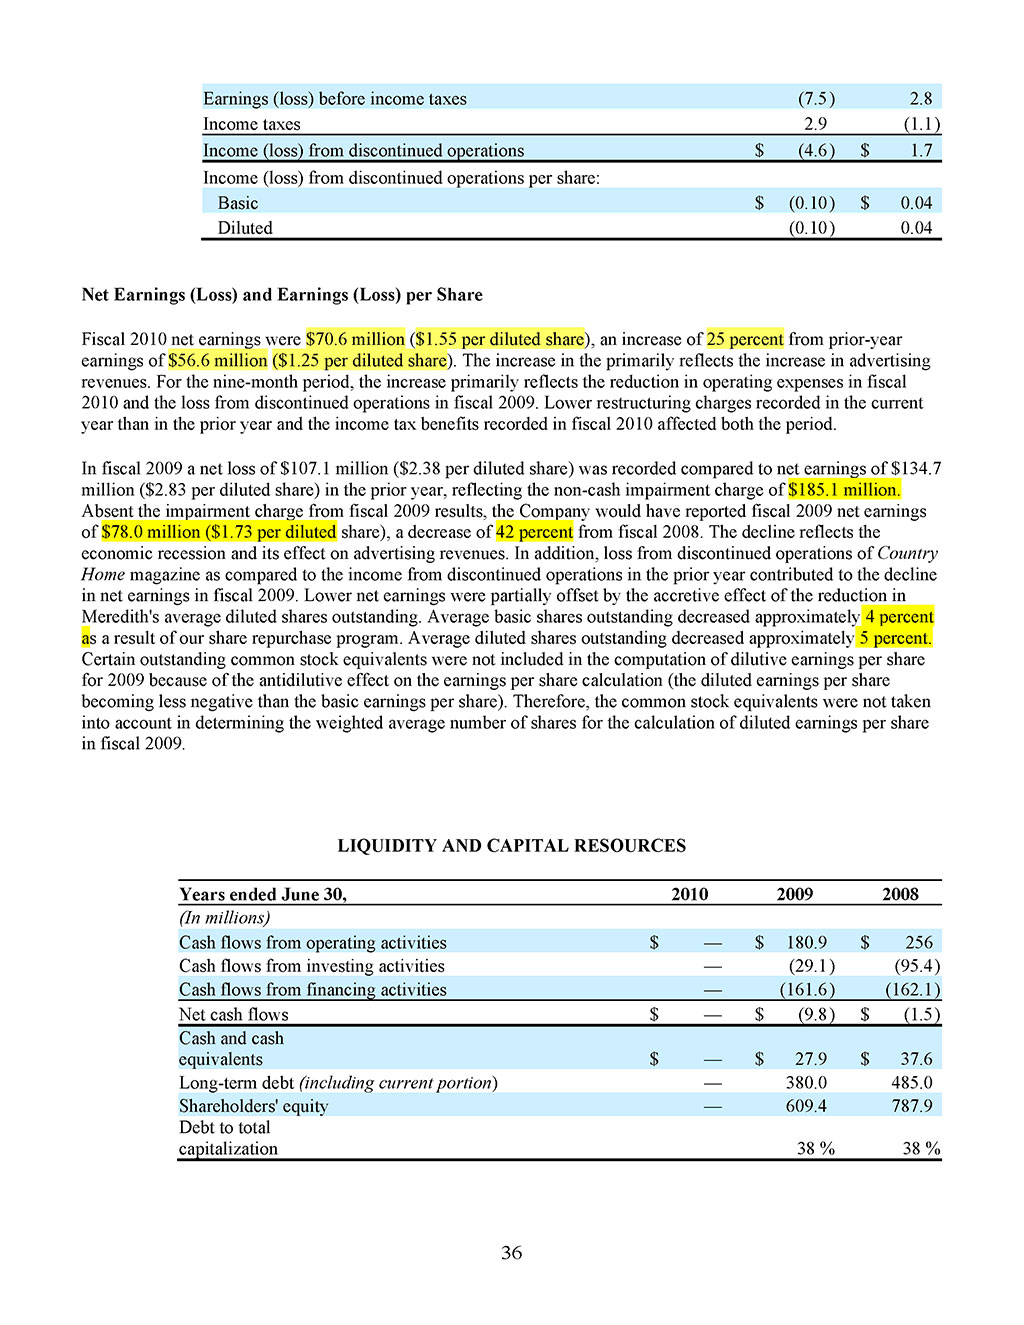 Earnings (loss) before income taxes (7.5) 2.8
Income taxes 2.9 (1.1)
Income (loss) from discontinued operations $ (4.6) $ 1.7
Income (loss) from discontinued operations per share:
Basic $ (0.10) $ 0.04
Diluted (0.10) 0.04
Net Earnings (Loss) and Earnings (Loss) per Share
Fiscal 2010 net earnings were $70.6 million ($1.55 per diluted share), an increase of 25 percent from prior-year
earnings of $56.6 million ($1.25 per diluted share). The increase in the primarily reflects the increase in advertising
revenues. For the nine-month period, the increase primarily reflects the reduction in operating expenses in fiscal
2010 and the loss from discontinued operations in fiscal 2009. Lower restructuring charges recorded in the current
year than in the prior year and the income tax benefits recorded in fiscal 2010 affected both the period.
In fiscal 2009 a net loss of $107.1 million ($2.38 per diluted share) was recorded compared to net earnings of $134.7
million ($2.83 per diluted share) in the prior year, reflecting the non-cash impairment charge of $185.1 million.
Absent the impairment charge from fiscal 2009 results, the Company would have reported fiscal 2009 net earnings
of $78.0 million ($1.73 per diluted share), a decrease of 42 percent from fiscal 2008. The decline reflects the
economic recession and its effect on advertising revenues. In addition, loss from discontinued operations of Country
Home magazine as compared to the income from discontinued operations in the prior year contributed to the decline
in net earnings in fiscal 2009. Lower net earnings were partially offset by the accretive effect of the reduction in
Meredith's average diluted shares outstanding. Average basic shares outstanding decreased approximately 4 percent
as a result of our share repurchase program. Average diluted shares outstanding decreased approximately 5 percent.
Certain outstanding common stock equivalents were not included in the computation of dilutive earnings per share
for 2009 because of the antidilutive effect on the earnings per share calculation (the diluted earnings per share
becoming less negative than the basic earnings per share). Therefore, the common stock equivalents were not taken
into account in determining the weighted average number of shares for the calculation of diluted earnings per share
in fiscal 2009.
LIQUIDITY AND CAPITAL RESOURCES
Years ended June 30, 2010 2009 2008
(In millions)
Cash flows from operating activities $ — $ 180.9 $ 256
Cash flows from investing activities — (29.1) (95.4)
Cash flows from financing activities — (161.6) (162.1)
Net cash flows $ — $ (9.8) $ (1.5)
Cash and cash
equivalents $ — $ 27.9 $ 37.6
Long-term debt (including current portion) — 380.0 485.0
Shareholders' equity — 609.4 787.9
Debt to total
capitalization 38 % 38 %
36